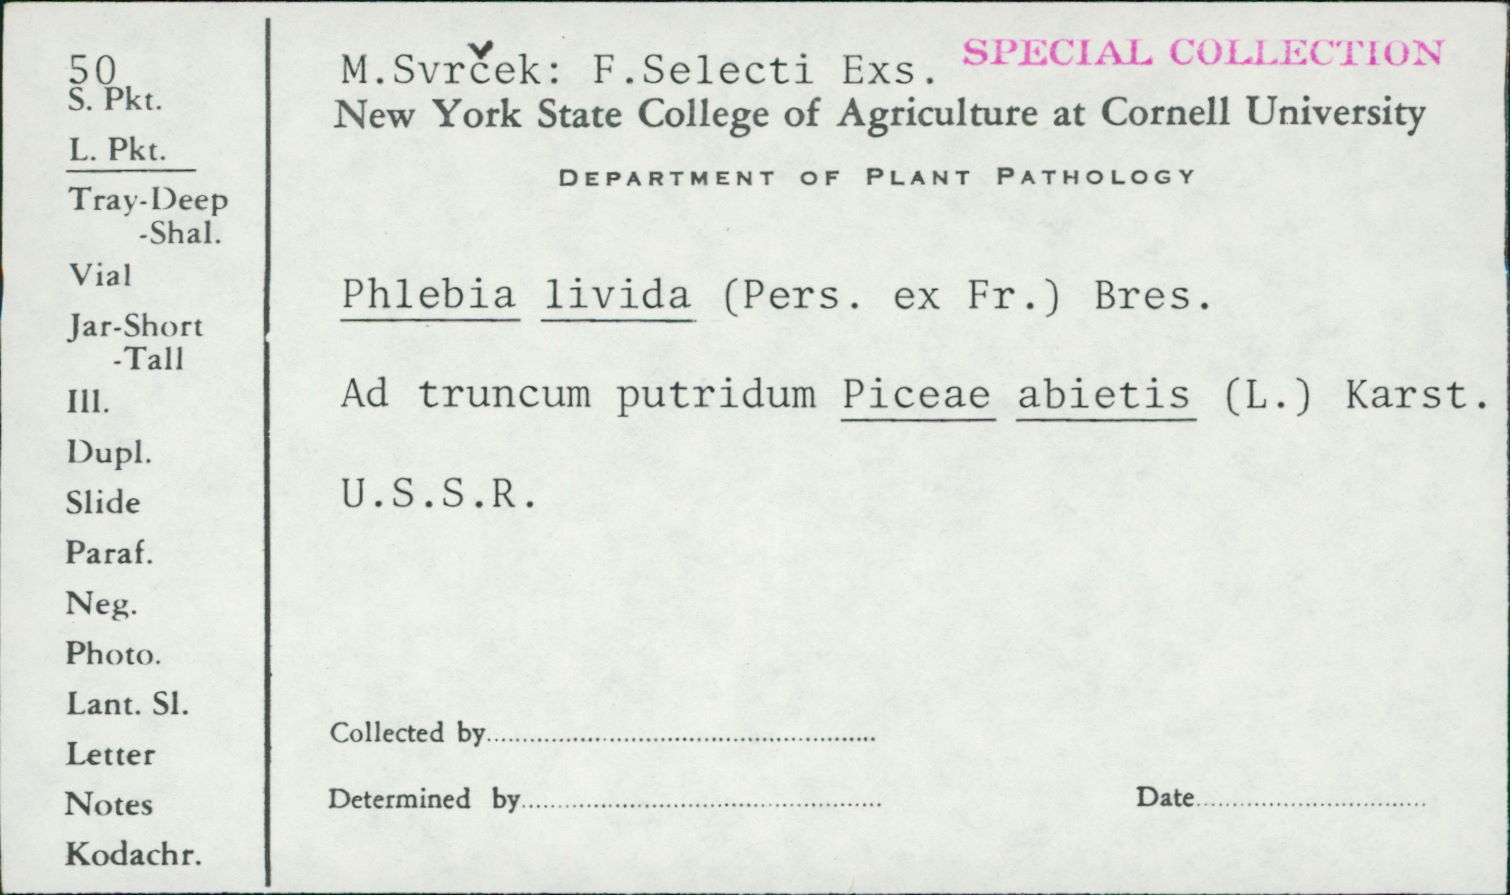 50
S. Pkt.
L. Pkt.
Tray-Deep
-Shal.
Vial
Jar-Short
-Tall
Ill.
Dupl.
Slide
Paraf.
Neg.
Photo.
Lant. Sl.
Letter
Notes
Kodachr.
M.Svrček: F.Selecti Exs. SPECIAL COLLECTION
New York State College of Agriculture at Cornell University
DEPARTMENT OF PLANT PATHOLOGY
Phlebia livida (Pers. ex Fr.) Bres.
Ad truncum putridum Piceae abietis (L.) Karst.
U.S.S.R.
Collected by
Determined by Date